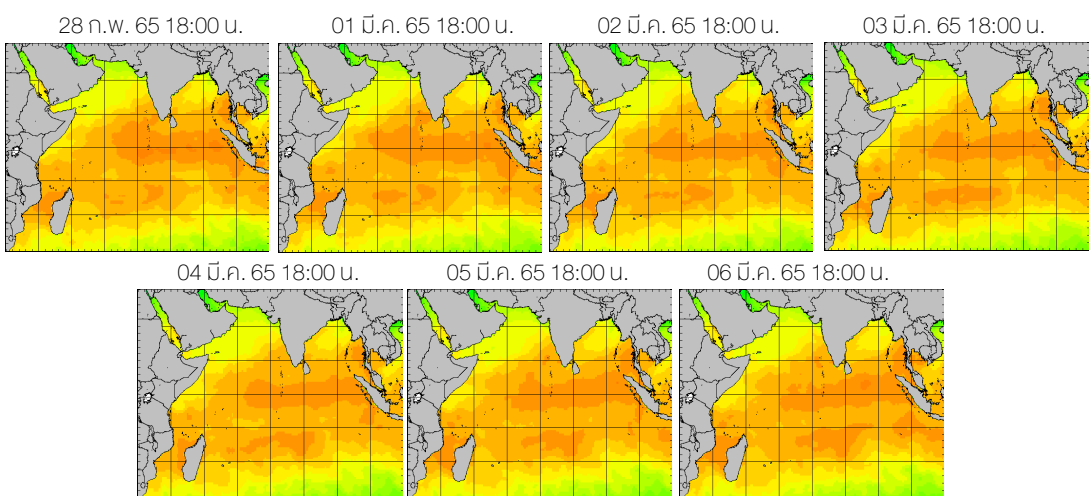 28 ก.พ. 65 18:00 น. 01 มี.ค. 65 18:00 น. 02 มี.ค. 65 18:00 น. 03 มี.ค. 65 18:00 น.
04 มี.ค. 65 18:00 น. 05 มี.ค. 65 18:00 น. 06 มี.ค. 65 18:00 น.